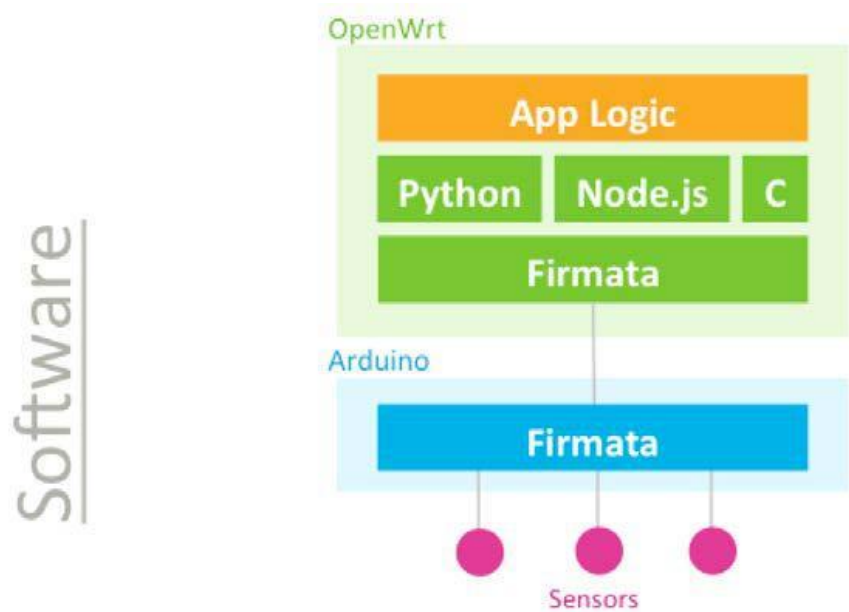 Software
OpenWrt
App Logic
Python Node.js C
Firmata
Arduino
Firmata
Sensors